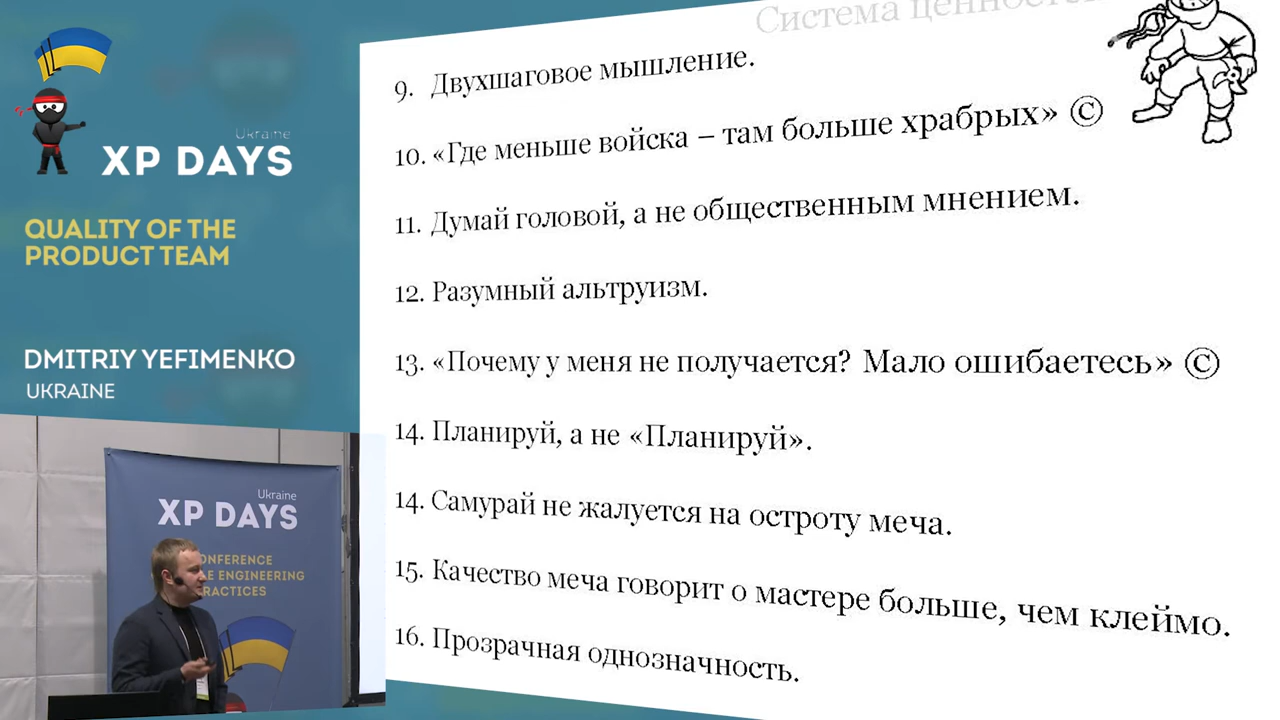 Ukraine
XP DAYS
QUALITY OF THE
PRODUCT TEAM
DMITRIY YEFIMENKO
UKRAINE
Ukraine
XP DAYS
ONFERENCE
LE ENGINEERING
RACTICES
Система
9. Двухшаговое мышление.
10. «Где меньше войска – там больше храбрых» ©
11. Думай головой, а не общественным мнением.
12. Разумный альтруизм.
13. «Почему у меня не получается? Мало ошибаетесь» ©
14. Планируй, а не «Планируй».
14. Самурай не жалуется на остроту меча.
15. Качество меча говорит о мастере больше, чем клеймо.
16. Прозрачная однозначность.